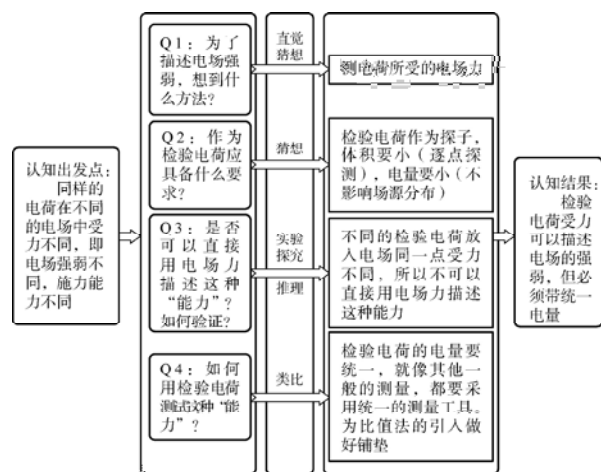 认知出发点：
同样的
电荷在不同
的电场中受
力不同，即
电场强弱不
同，施力能
力不同
Q1：为了
描述电场强
弱，想到什
么方法？
直觉
猜想
测电荷所受的电场力
Q2：作为
检验电荷应
具备什么要
求？
猜想
检验电荷作为探子，
体积要小（逐点探
测），电量要小（不
影响场源分布）
Q3：是否
可以直接
用电场力
描述这种
“能力”？
如何验证？
实验
探究
推理
不同的检验电荷放
入电场同一点受力
不同，所以不可以
直接用电场力描述
这种能力
Q4：如何
用检验电荷
测试这种“能
力”？
类比
检验电荷的电量要
统一，就像其他一
般的测量，都要采
用统一的测量工具。
为比值法的引入做
好铺垫
认知结果：
检验
电荷受力
可以描述
电场的强
弱，但必
须带统一
电量